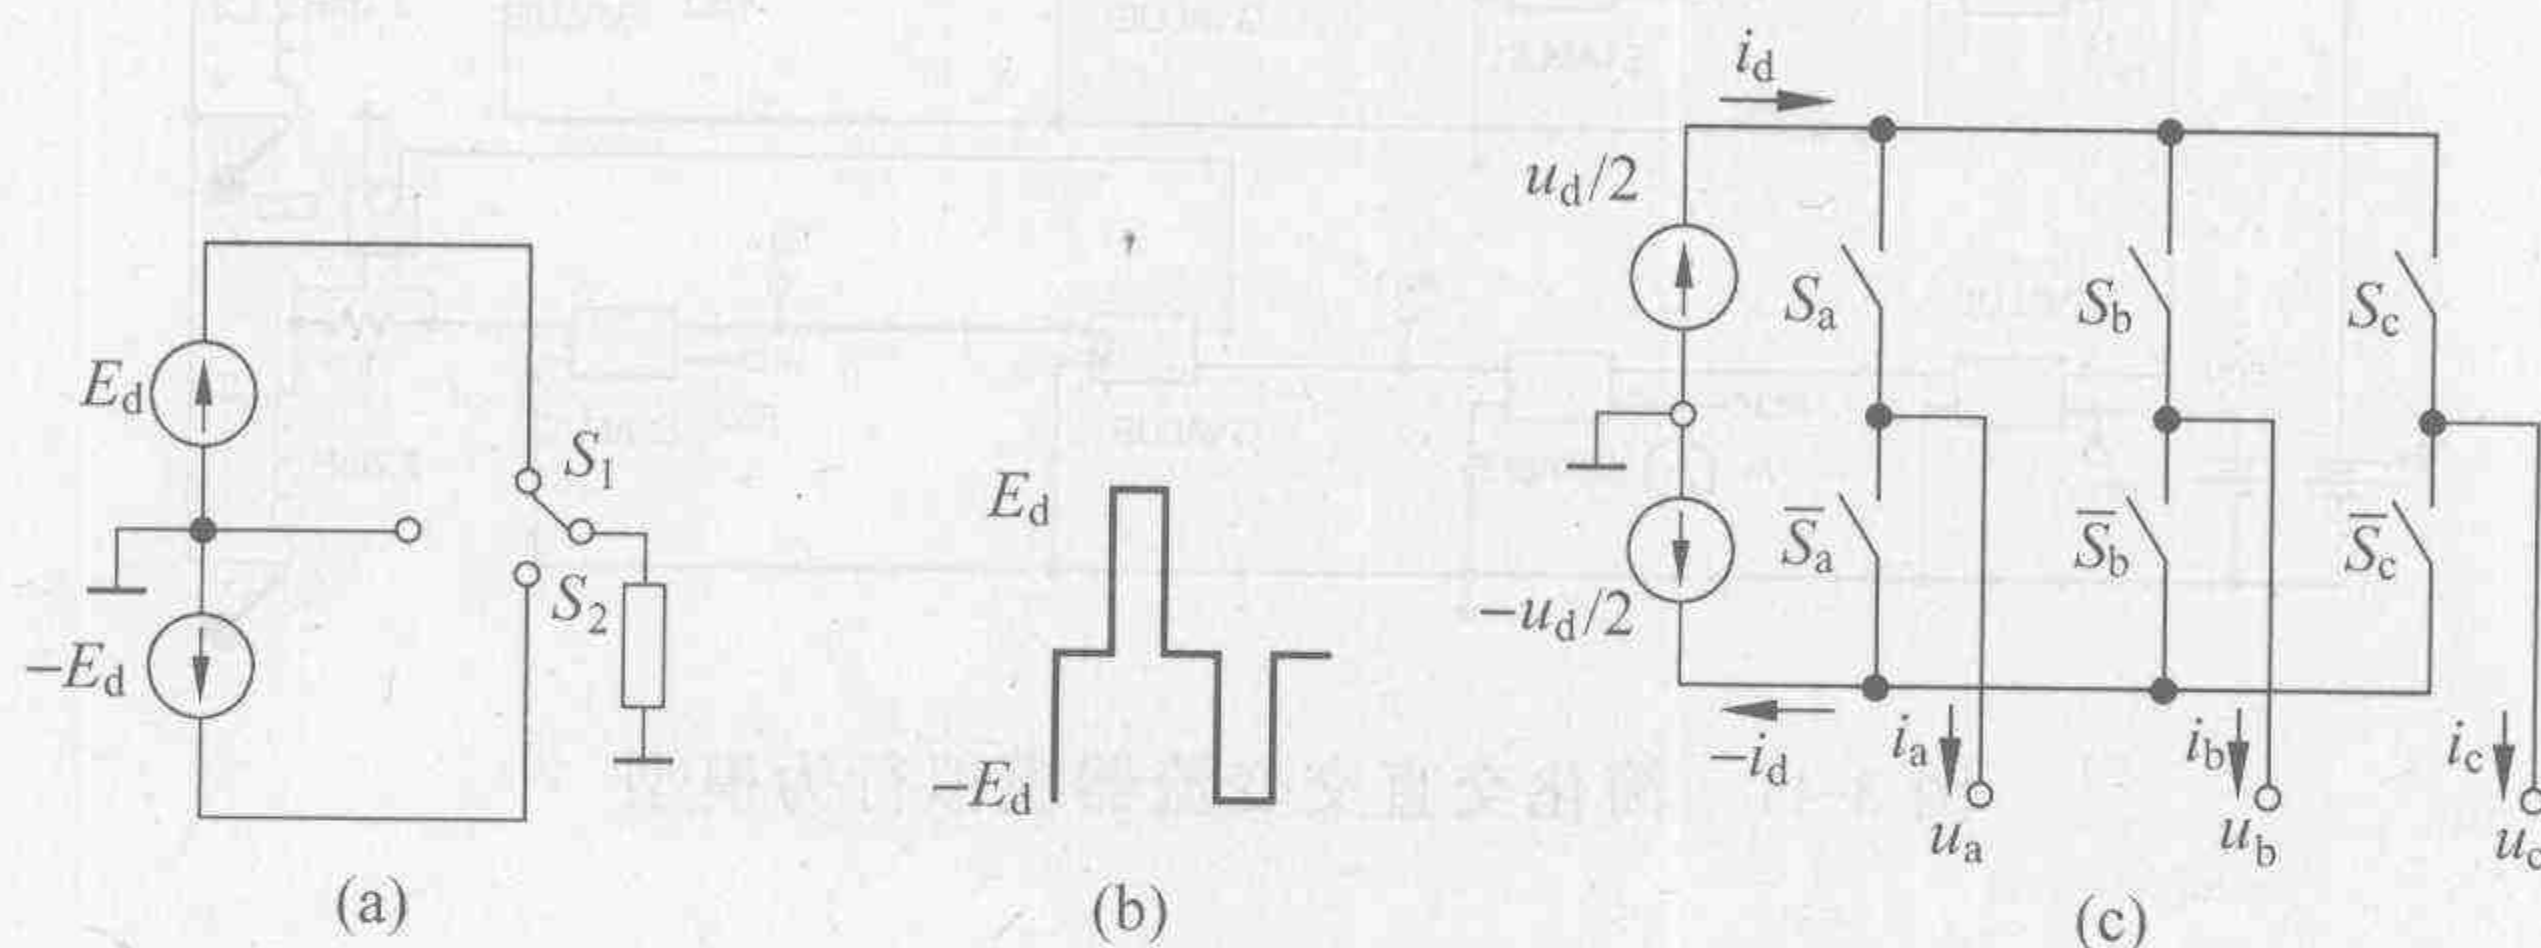 E_d
−E_d
S_1
S_2
(a)
E_d
−E_d
(b)
i_d
u_d/2
−u_d/2
S_a
S_b
S_c
S̅_a
S̅_b
S̅_c
−i_d
i_a
i_b
i_c
u_a
u_b
u_c
(c)